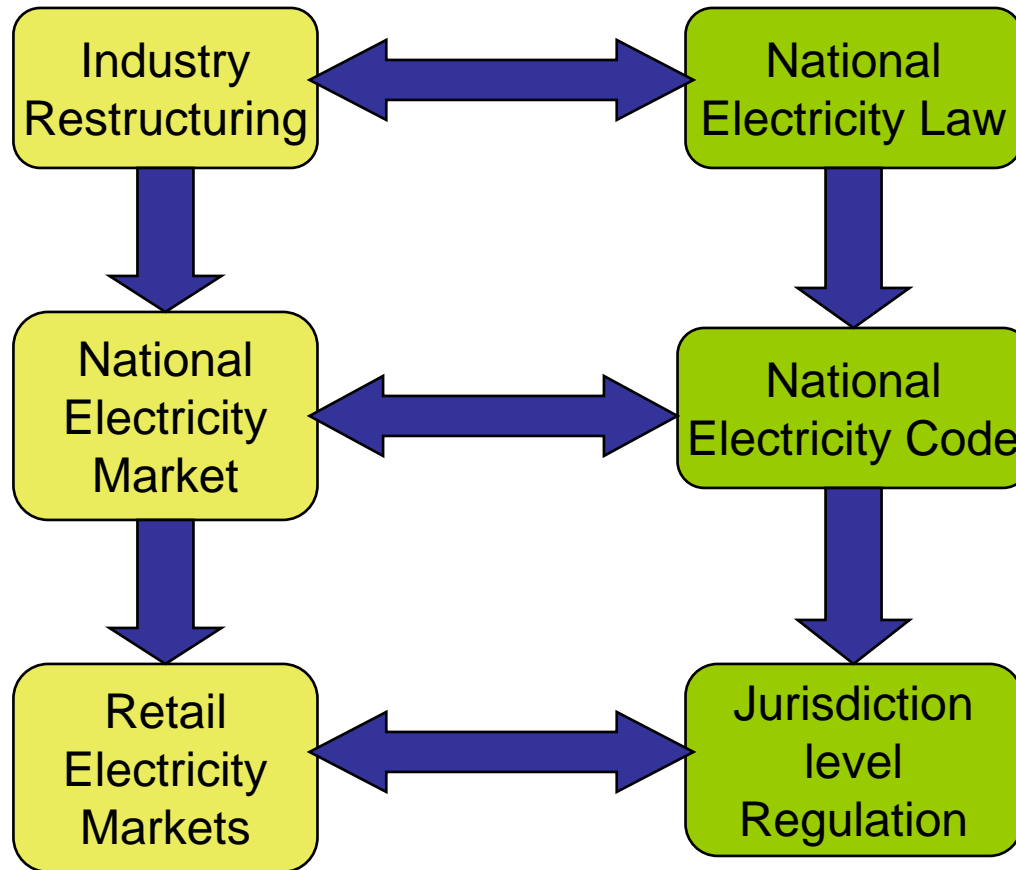 Industry
Restructuring
National
Electricity Law
National
Electricity
Market
National
Electricity Code
Retail
Electricity
Markets
Jurisdiction
level
Regulation